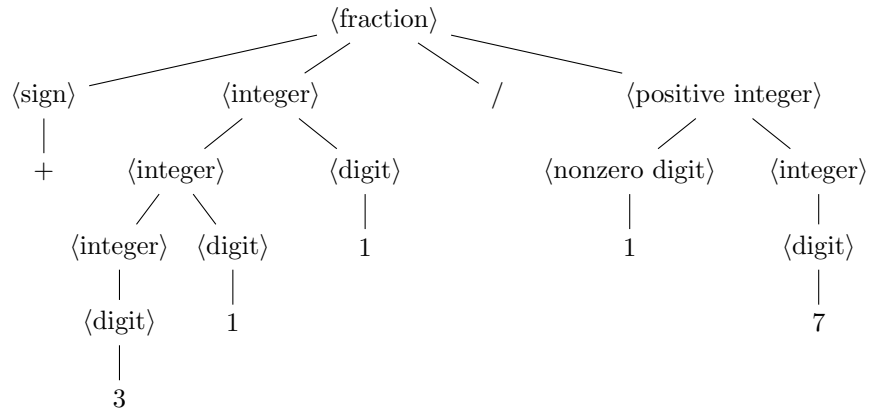 ⟨fraction⟩
⟨sign⟩ ⟨integer⟩ / ⟨positive integer⟩
+ ⟨integer⟩ ⟨digit⟩ ⟨nonzero digit⟩ ⟨integer⟩
⟨integer⟩ ⟨digit⟩ 1 1 ⟨digit⟩
⟨digit⟩ 1 7
3